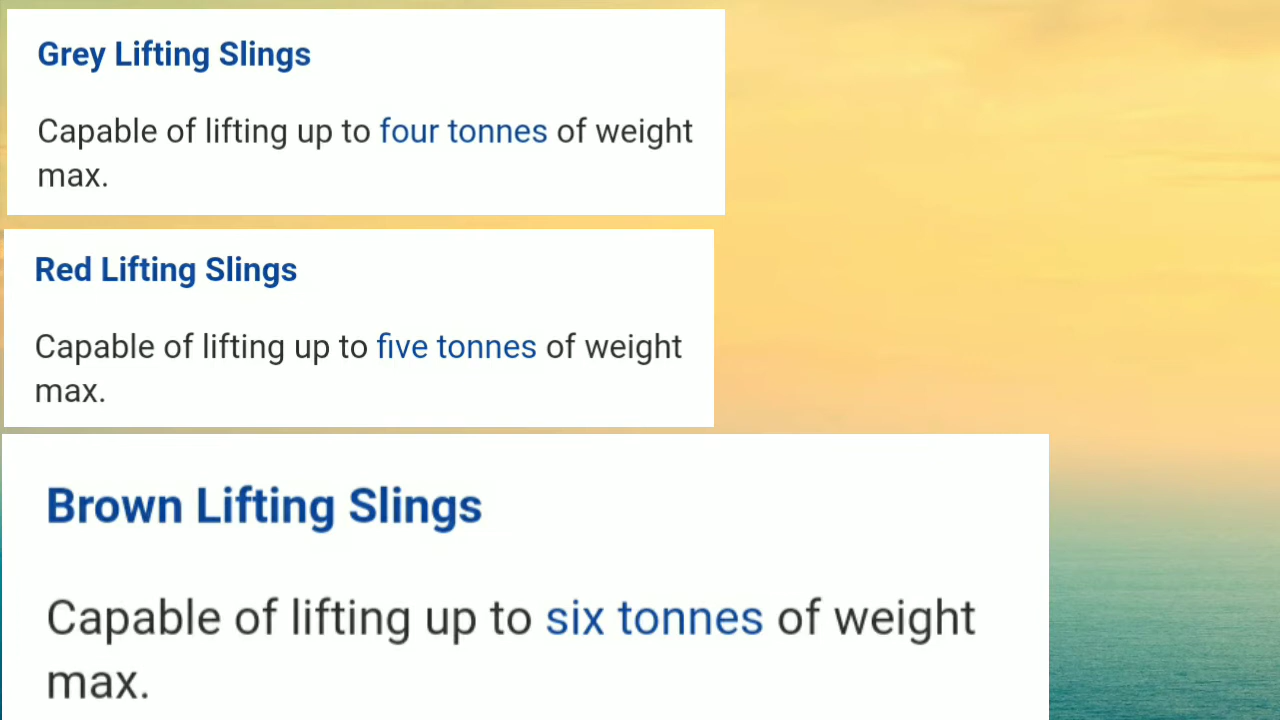 Grey Lifting Slings
Capable of lifting up to four tonnes of weight
max.
Red Lifting Slings
Capable of lifting up to five tonnes of weight
max.
Brown Lifting Slings
Capable of lifting up to six tonnes of weight
max.